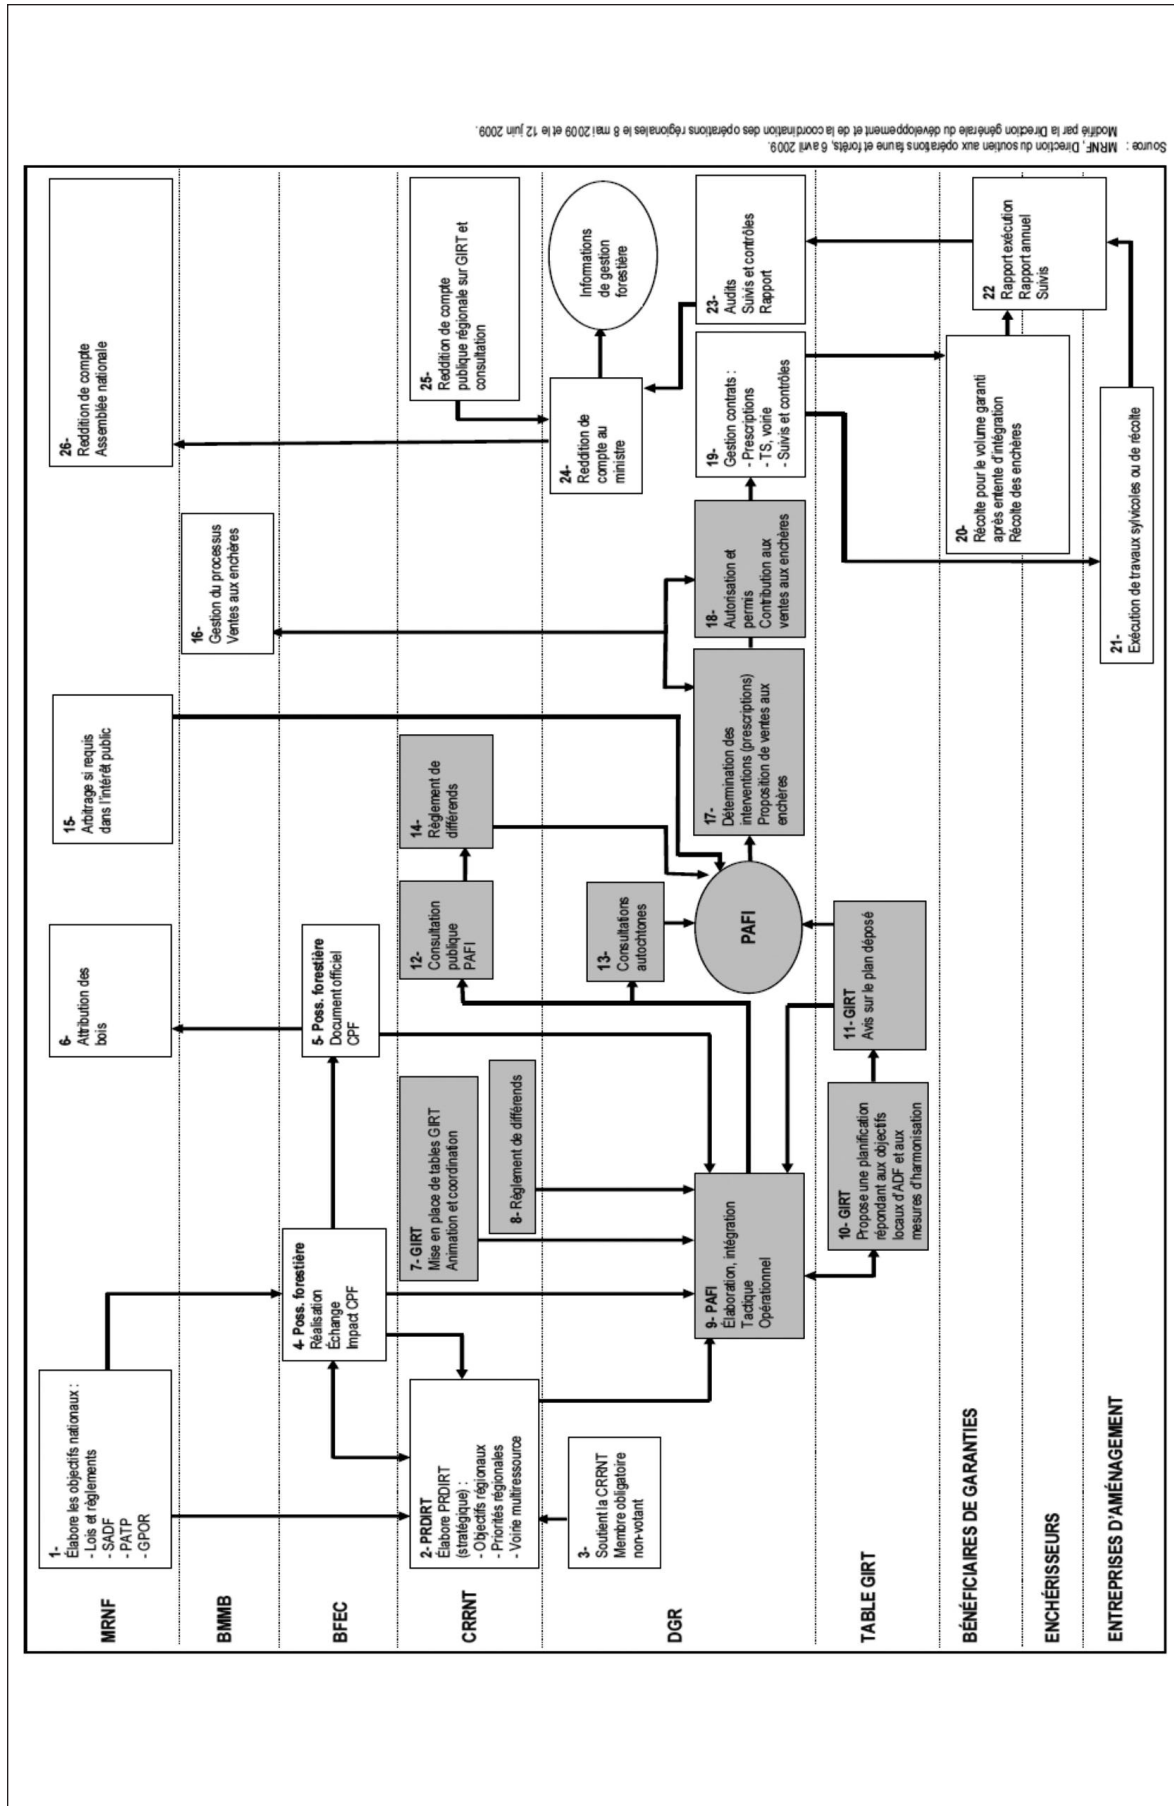 MRNF
1-
Élabore les objectifs nationaux :
- Lois et règlements
- SADF
- PATP
- GPOR
6-
Attribution des
bois
15-
Arbitrage si requis
dans l'intérêt public
26-
Reddition de compte
Assemblée nationale
BMMB
16-
Gestion du processus
Ventes aux enchères
BFEC
4- Poss. forestière
Réalisation
Échange
Impact CPF
5- Poss. forestière
Document officiel
CPF
CRRNT
2- PRDIRT
Élabore PRDIRT
(stratégique) :
- Objectifs régionaux
- Priorités régionales
- Voirie multiressource
7- GIRT
Mise en place de tables GIRT
Animation et coordination
8- Règlement de différends
12-
Consultation
publique
PAFI
14-
Règlement de
différends
25-
Reddition de compte
publique régionale sur GIRT et
consultation
DGR
3-
Soutient la CRRNT
Membre obligatoire
non-votant
9- PAFI
Élaboration, intégration
Tactique
Opérationnel
13-
Consultations
autochtones
PAFI
17-
Détermination des
interventions (prescriptions)
Proposition de ventes aux
enchères
18-
Autorisation et
permis
Contribution aux
ventes aux enchères
19-
Gestion contrats :
- Prescriptions
- TS, voirie
- Suivis et contrôles
24-
Reddition de
compte au
ministre
Informations
de gestion
forestière
23-
Audits
Suivis et contrôles
Rapport
TABLE GIRT
10- GIRT
Propose une planification
répondant aux objectifs
locaux d'ADF et aux
mesures d'harmonisation
11- GIRT
Avis sur le plan déposé
BÉNÉFICIAIRES DE GARANTIES
ENCHÉRISSEURS
20-
Récolte pour le volume garanti
après entente d'intégration
Récolte des enchères
22
Rapport exécution
Rapport annuel
Suivis
ENTREPRISES D'AMÉNAGEMENT
21-
Exécution de travaux sylvicoles ou de récolte
Source : MRNF, Direction du soutien aux opérations faune et forêts, 6 avril 2009.
Modifié par la Direction générale du développement et de la coordination des opérations régionales le 8 mai 2009 et le 12 juin 2009.